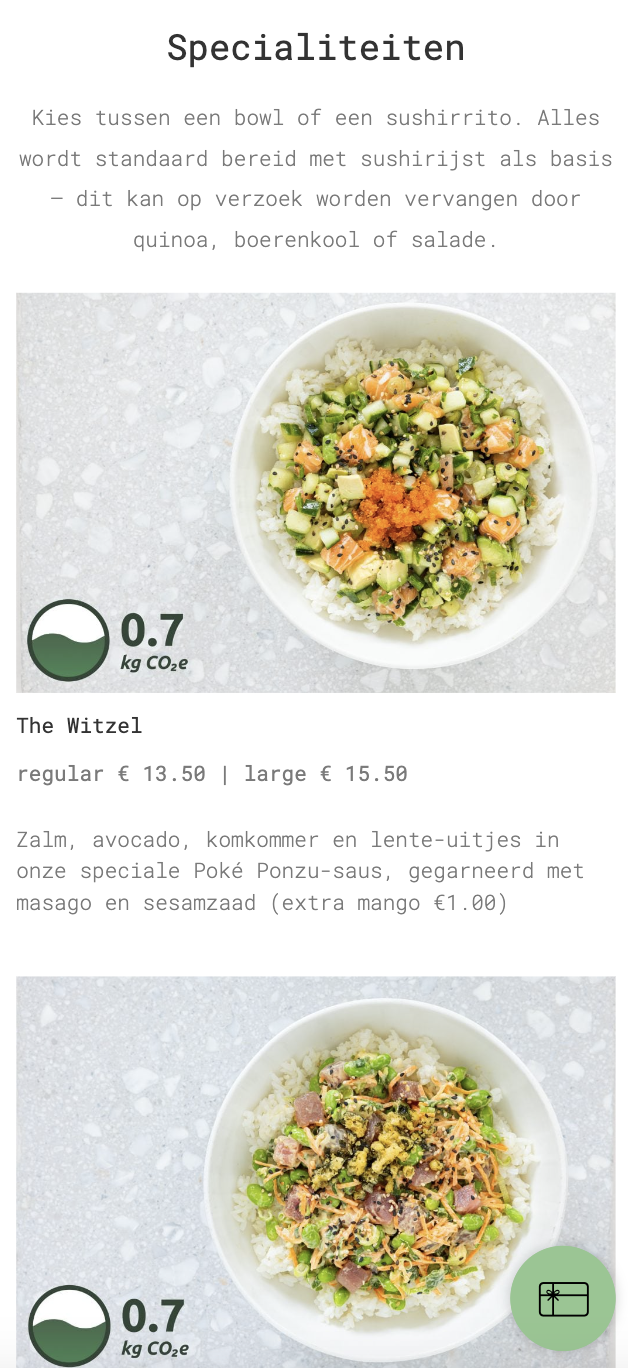 Specialiteiten
Kies tussen een bowl of een sushirrito. Alles
wordt standaard bereid met sushirijst als basis
– dit kan op verzoek worden vervangen door
quinoa, boerenkool of salade.
0.7
kg CO₂e
The Witzel
regular € 13.50 | large € 15.50
Zalm, avocado, komkommer en lente-uitjes in
onze speciale Poké Ponzu-saus, gegarneerd met
masago en sesamzaad (extra mango €1.00)
0.7
kg CO₂e